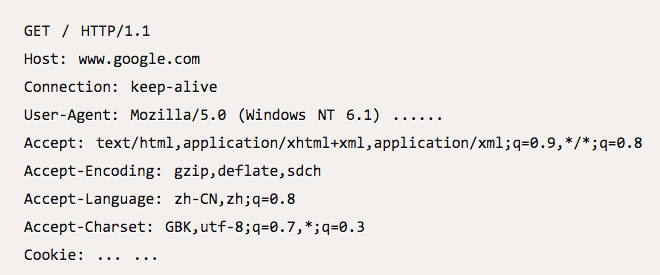 GET / HTTP/1.1
Host: www.google.com
Connection: keep-alive
User-Agent: Mozilla/5.0 (Windows NT 6.1) ......
Accept: text/html,application/xhtml+xml,application/xml;q=0.9,*/*;q=0.8
Accept-Encoding: gzip,deflate,sdch
Accept-Language: zh-CN,zh;q=0.8
Accept-Charset: GBK,utf-8;q=0.7,*;q=0.3
Cookie: ... ...